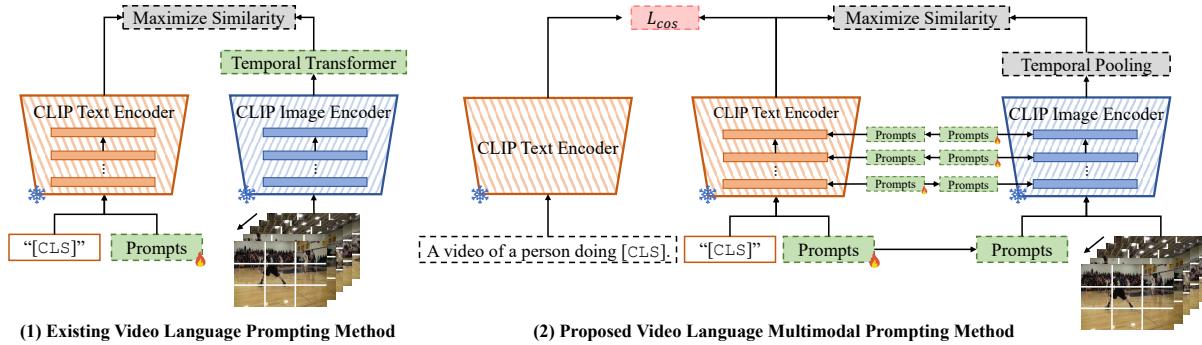 Maximize Similarity
Temporal Transformer
CLIP Text Encoder
CLIP Image Encoder
“[CLS]”
Prompts
(1) Existing Video Language Prompting Method
L_cos
Maximize Similarity
Temporal Pooling
CLIP Text Encoder
CLIP Text Encoder
CLIP Image Encoder
Prompts
Prompts
Prompts
Prompts
Prompts
Prompts
A video of a person doing [CLS].
“[CLS]”
Prompts
Prompts
(2) Proposed Video Language Multimodal Prompting Method